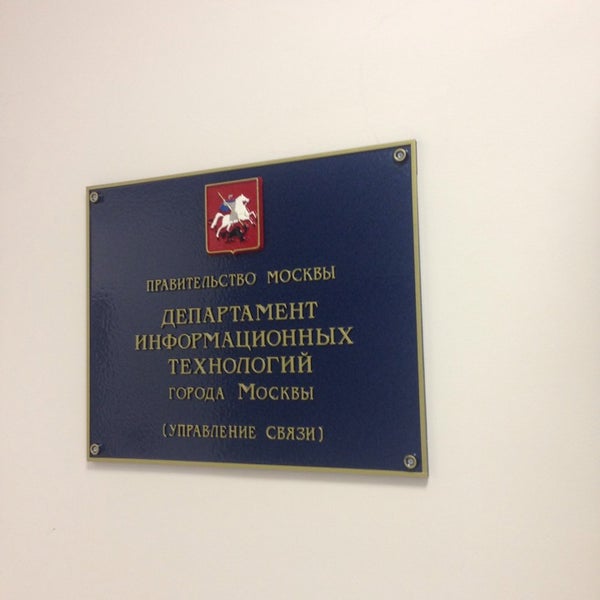 ПРАВИТЕЛЬСТВО МОСКВЫ
ДЕПАРТАМЕНТ
ИНФОРМАЦИОННЫХ
ТЕХНОЛОГИЙ
ГОРОДА МОСКВЫ
(УПРАВЛЕНИЕ СВЯЗИ)